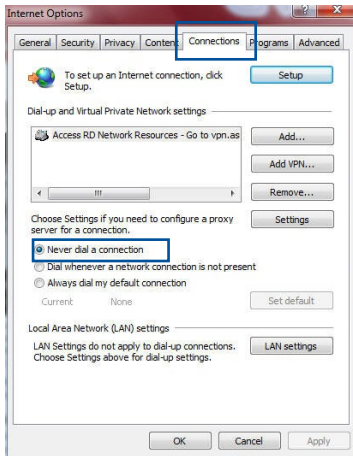 Internet Options
General Security Privacy Content Connections Programs Advanced
To set up an Internet connection, click Setup.
Setup
Dial-up and Virtual Private Network settings
Access RD Network Resources - Go to vpn.as
Add...
Add VPN...
Remove...
Choose Settings if you need to configure a proxy
server for a connection.
Settings
Never dial a connection
Dial whenever a network connection is not present
Always dial my default connection
Current None
Set default
Local Area Network (LAN) settings
LAN Settings do not apply to dial-up connections.
Choose Settings above for dial-up settings.
LAN settings
OK Cancel Apply